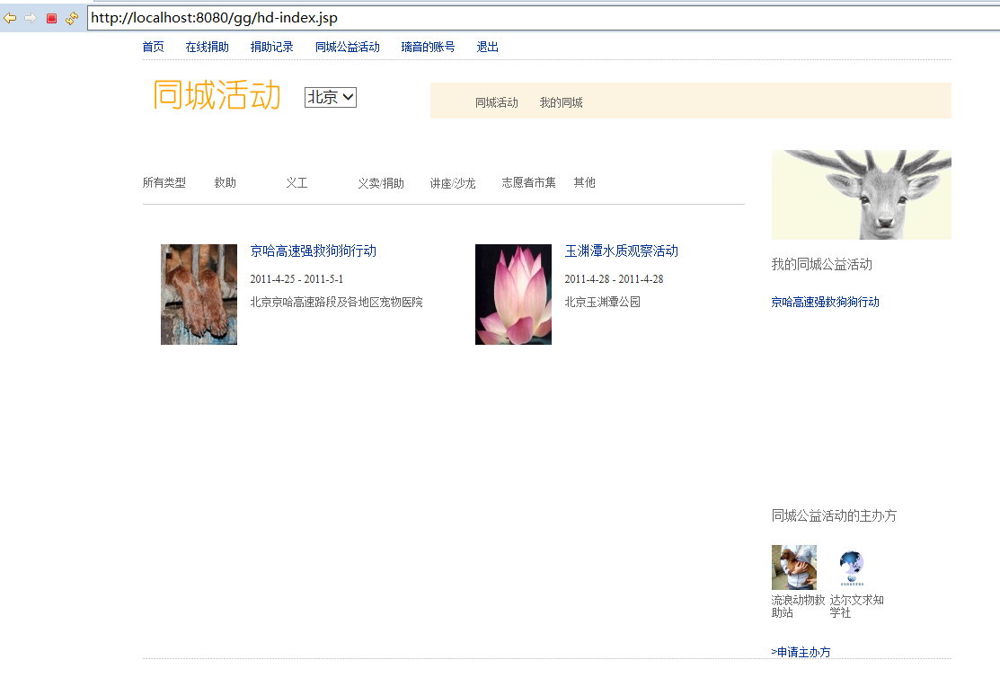 http://localhost:8080/gg/hd-index.jsp
首页 在线捐助 捐助记录 同城公益活动 璃音的账号 退出
同城活动 北京 同城活动 我的同城
所有类型 救助 义工 义卖/捐助 讲座/沙龙 志愿者市集 其他
京哈高速强救狗狗行动
2011-4-25 - 2011-5-1
北京京哈高速路段及各地区宠物医院
玉渊潭水质观察活动
2011-4-28 - 2011-4-28
北京玉渊潭公园
我的同城公益活动
京哈高速强救狗狗行动
同城公益活动的主办方
流浪动物救
助站
达尔文求知
学社
>申请主办方